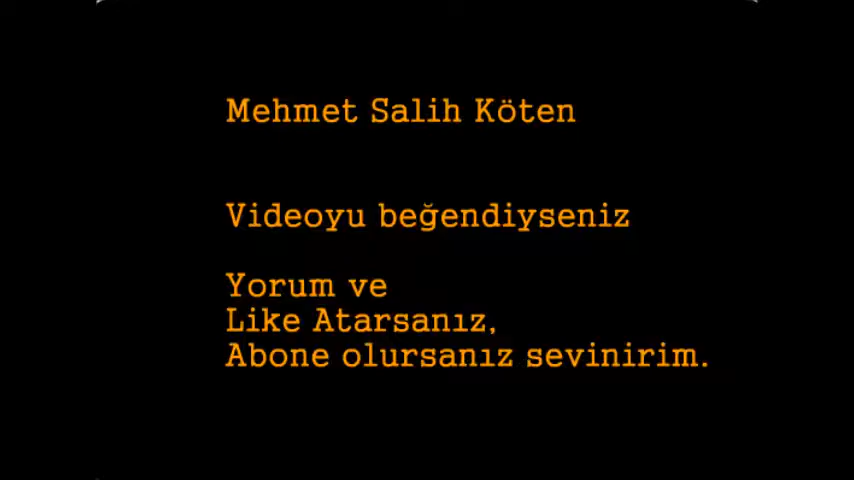 Mehmet Salih Köten
Videoyu beğendiyseniz
Yorum ve
Like Atarsanız,
Abone olursanız sevinirim.